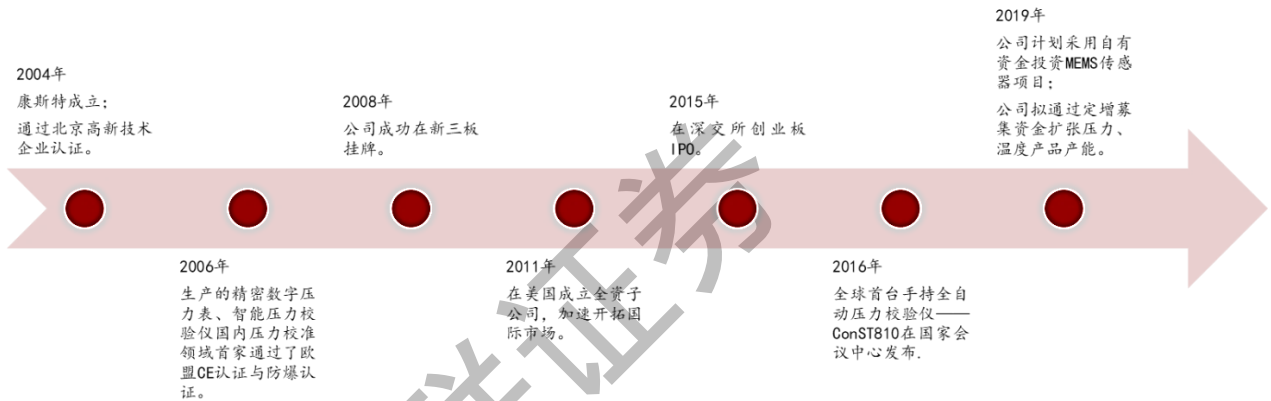 2004年
康斯特成立;
通过北京高新技术
企业认证。
2006年
生产的精密数字压
力表、智能压力校
验仪国内压力校准
领域首家通过了欧
盟CE认证与防爆认
证。
2008年
公司成功在新三板
挂牌。
2011年
在美国成立全资子
公司，加速开拓国
际市场。
2015年
在深交所创业板
IPO。
2016年
全球首台手持全自
动压力校验仪——
ConST810在国家会
议中心发布.
2019年
公司计划采用自有
资金投资MEMS传感
器项目;
公司拟通过定增募
集资金扩张压力、
温度产品产能。
证券